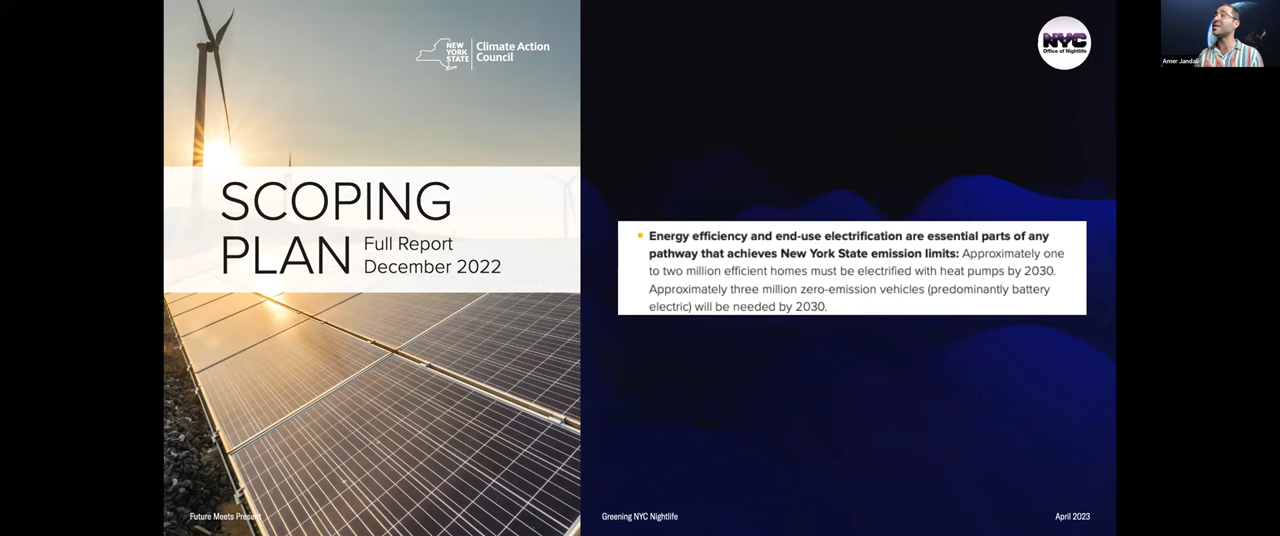 NEW
YORK
STATE
Climate Action
Council
SCOPING
PLAN
Full Report
December 2022
NYC
Office of Nightlife
Energy efficiency and end-use electrification are essential parts of any
pathway that achieves New York State emission limits: Approximately one
to two million efficient homes must be electrified with heat pumps by 2030.
Approximately three million zero-emission vehicles (predominantly battery
electric) will be needed by 2030.
Future Meets Present
Greening NYC Nightlife
April 2023
Amer Jandali